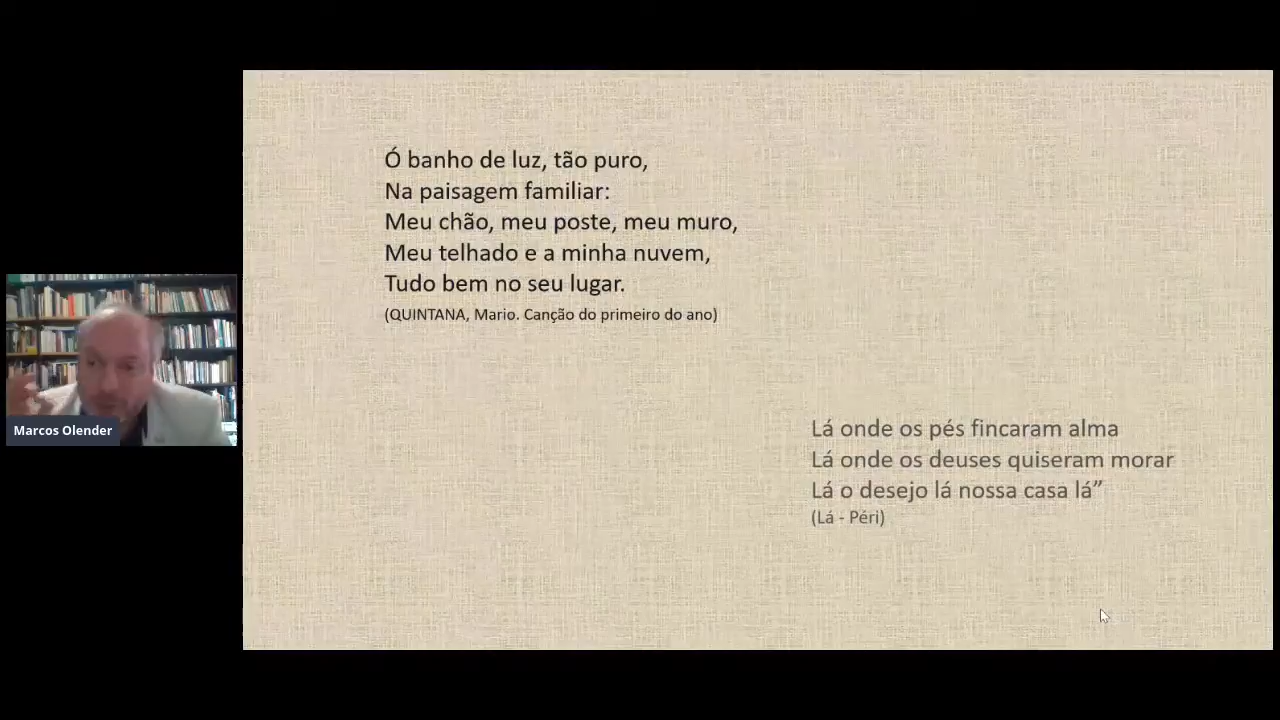 Ó banho de luz, tão puro,
Na paisagem familiar:
Meu chão, meu poste, meu muro,
Meu telhado e a minha nuvem,
Tudo bem no seu lugar.
(QUINTANA, Mario. Canção do primeiro do ano)
Lá onde os pés fincaram alma
Lá onde os deuses quiseram morar
Lá o desejo lá nossa casa lá”
(Lá - Péri)
Marcos Olender